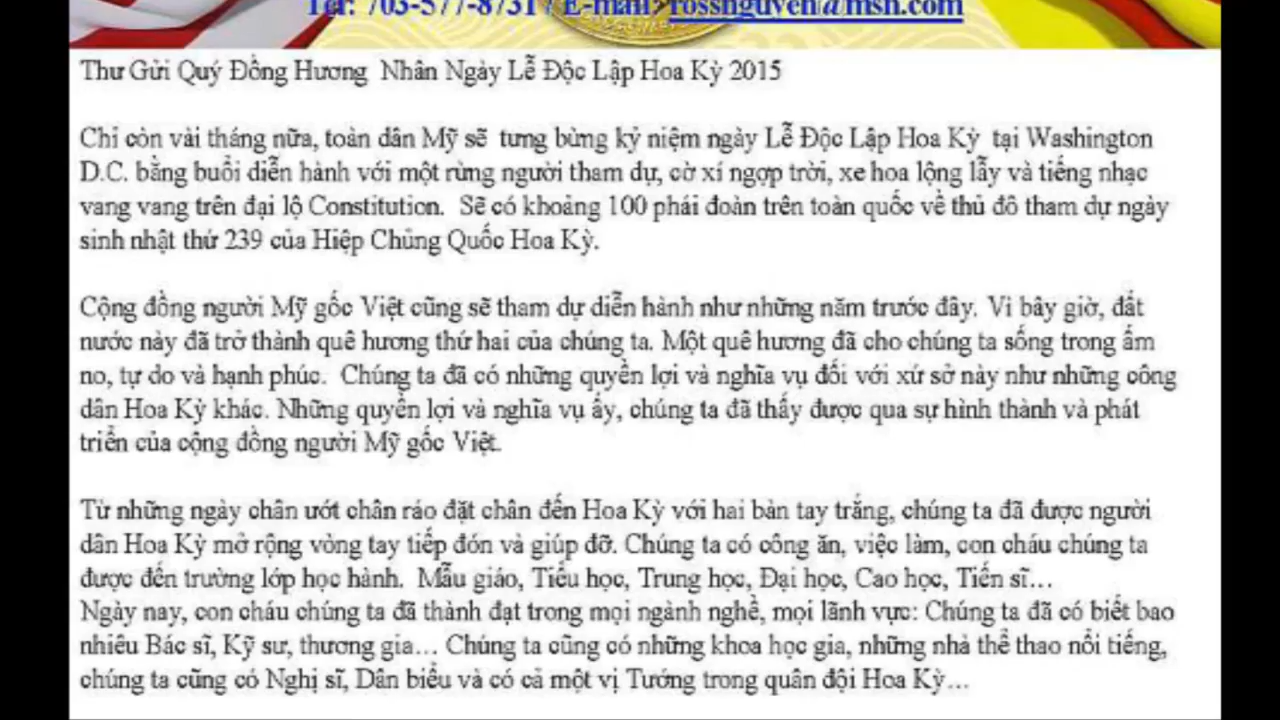 Tel: 703-577-8731 / E-mail: rossnguyen@msn.com
Thư Gửi Quý Đồng Hương Nhân Ngày Lễ Độc Lập Hoa Kỳ 2015
Chỉ còn vài tháng nữa, toàn dân Mỹ sẽ tưng bừng kỷ niệm ngày Lễ Độc Lập Hoa Kỳ tại Washington
D.C. bằng buổi diễn hành với một rừng người tham dự, cờ xí ngợp trời, xe hoa lộng lẫy và tiếng nhạc
vang vang trên đại lộ Constitution. Sẽ có khoảng 100 phái đoàn trên toàn quốc về thủ đô tham dự ngày
sinh nhật thứ 239 của Hiệp Chủng Quốc Hoa Kỳ.
Cộng đồng người Mỹ gốc Việt cũng sẽ tham dự diễn hành như những năm trước đây. Vì bây giờ, đất
nước này đã trở thành quê hương thứ hai của chúng ta. Một quê hương đã cho chúng ta sống trong ấm
no, tự do và hạnh phúc. Chúng ta đã có những quyền lợi và nghĩa vụ đối với xứ sở này như những công
dân Hoa Kỳ khác. Những quyền lợi và nghĩa vụ ấy, chúng ta đã thấy được qua sự hình thành và phát
triển của cộng đồng người Mỹ gốc Việt.
Từ những ngày chân ướt chân ráo đặt chân đến Hoa Kỳ với hai bàn tay trắng, chúng ta đã được người
dân Hoa Kỳ mở rộng vòng tay tiếp đón và giúp đỡ. Chúng ta có công ăn, việc làm, con cháu chúng ta
được đến trường lớp học hành. Mẫu giáo, Tiểu học, Trung học, Đại học, Cao học, Tiến sĩ…
Ngày nay, con cháu chúng ta đã thành đạt trong mọi ngành nghề, mọi lãnh vực: Chúng ta đã có biết bao
nhiêu Bác sĩ, Kỹ sư, thương gia… Chúng ta cũng có những khoa học gia, những nhà thể thao nổi tiếng,
chúng ta cũng có Nghị sĩ, Dân biểu và có cả một vị Tướng trong quân đội Hoa Kỳ…